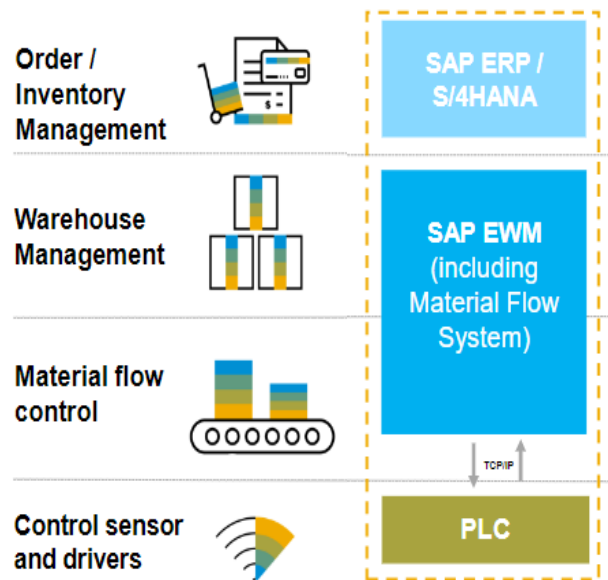 Order /
Inventory
Management
SAP ERP /
S/4HANA
Warehouse
Management
SAP EWM
(including
Material Flow
System)
Material flow
control
TCP/IP
Control sensor
and drivers
PLC
$ =